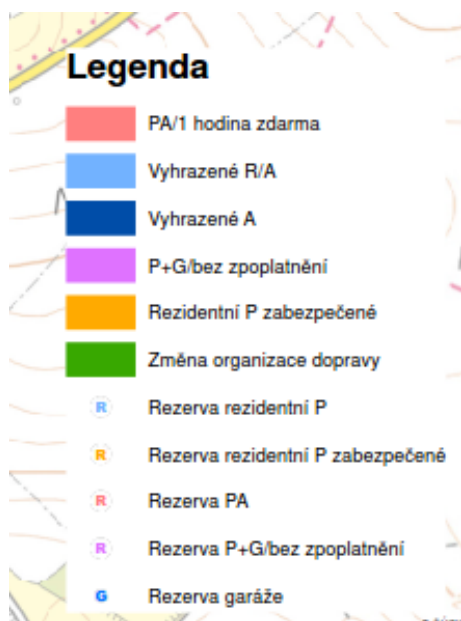 Legenda
PA/1 hodina zdarma
Vyhrazené R/A
Vyhrazené A
P+G/bez zpoplatnění
Rezidentní P zabezpečené
Změna organizace dopravy
R Rezerva rezidentní P
R Rezerva rezidentní P zabezpečené
R Rezerva PA
R Rezerva P+G/bez zpoplatnění
G Rezerva garáže